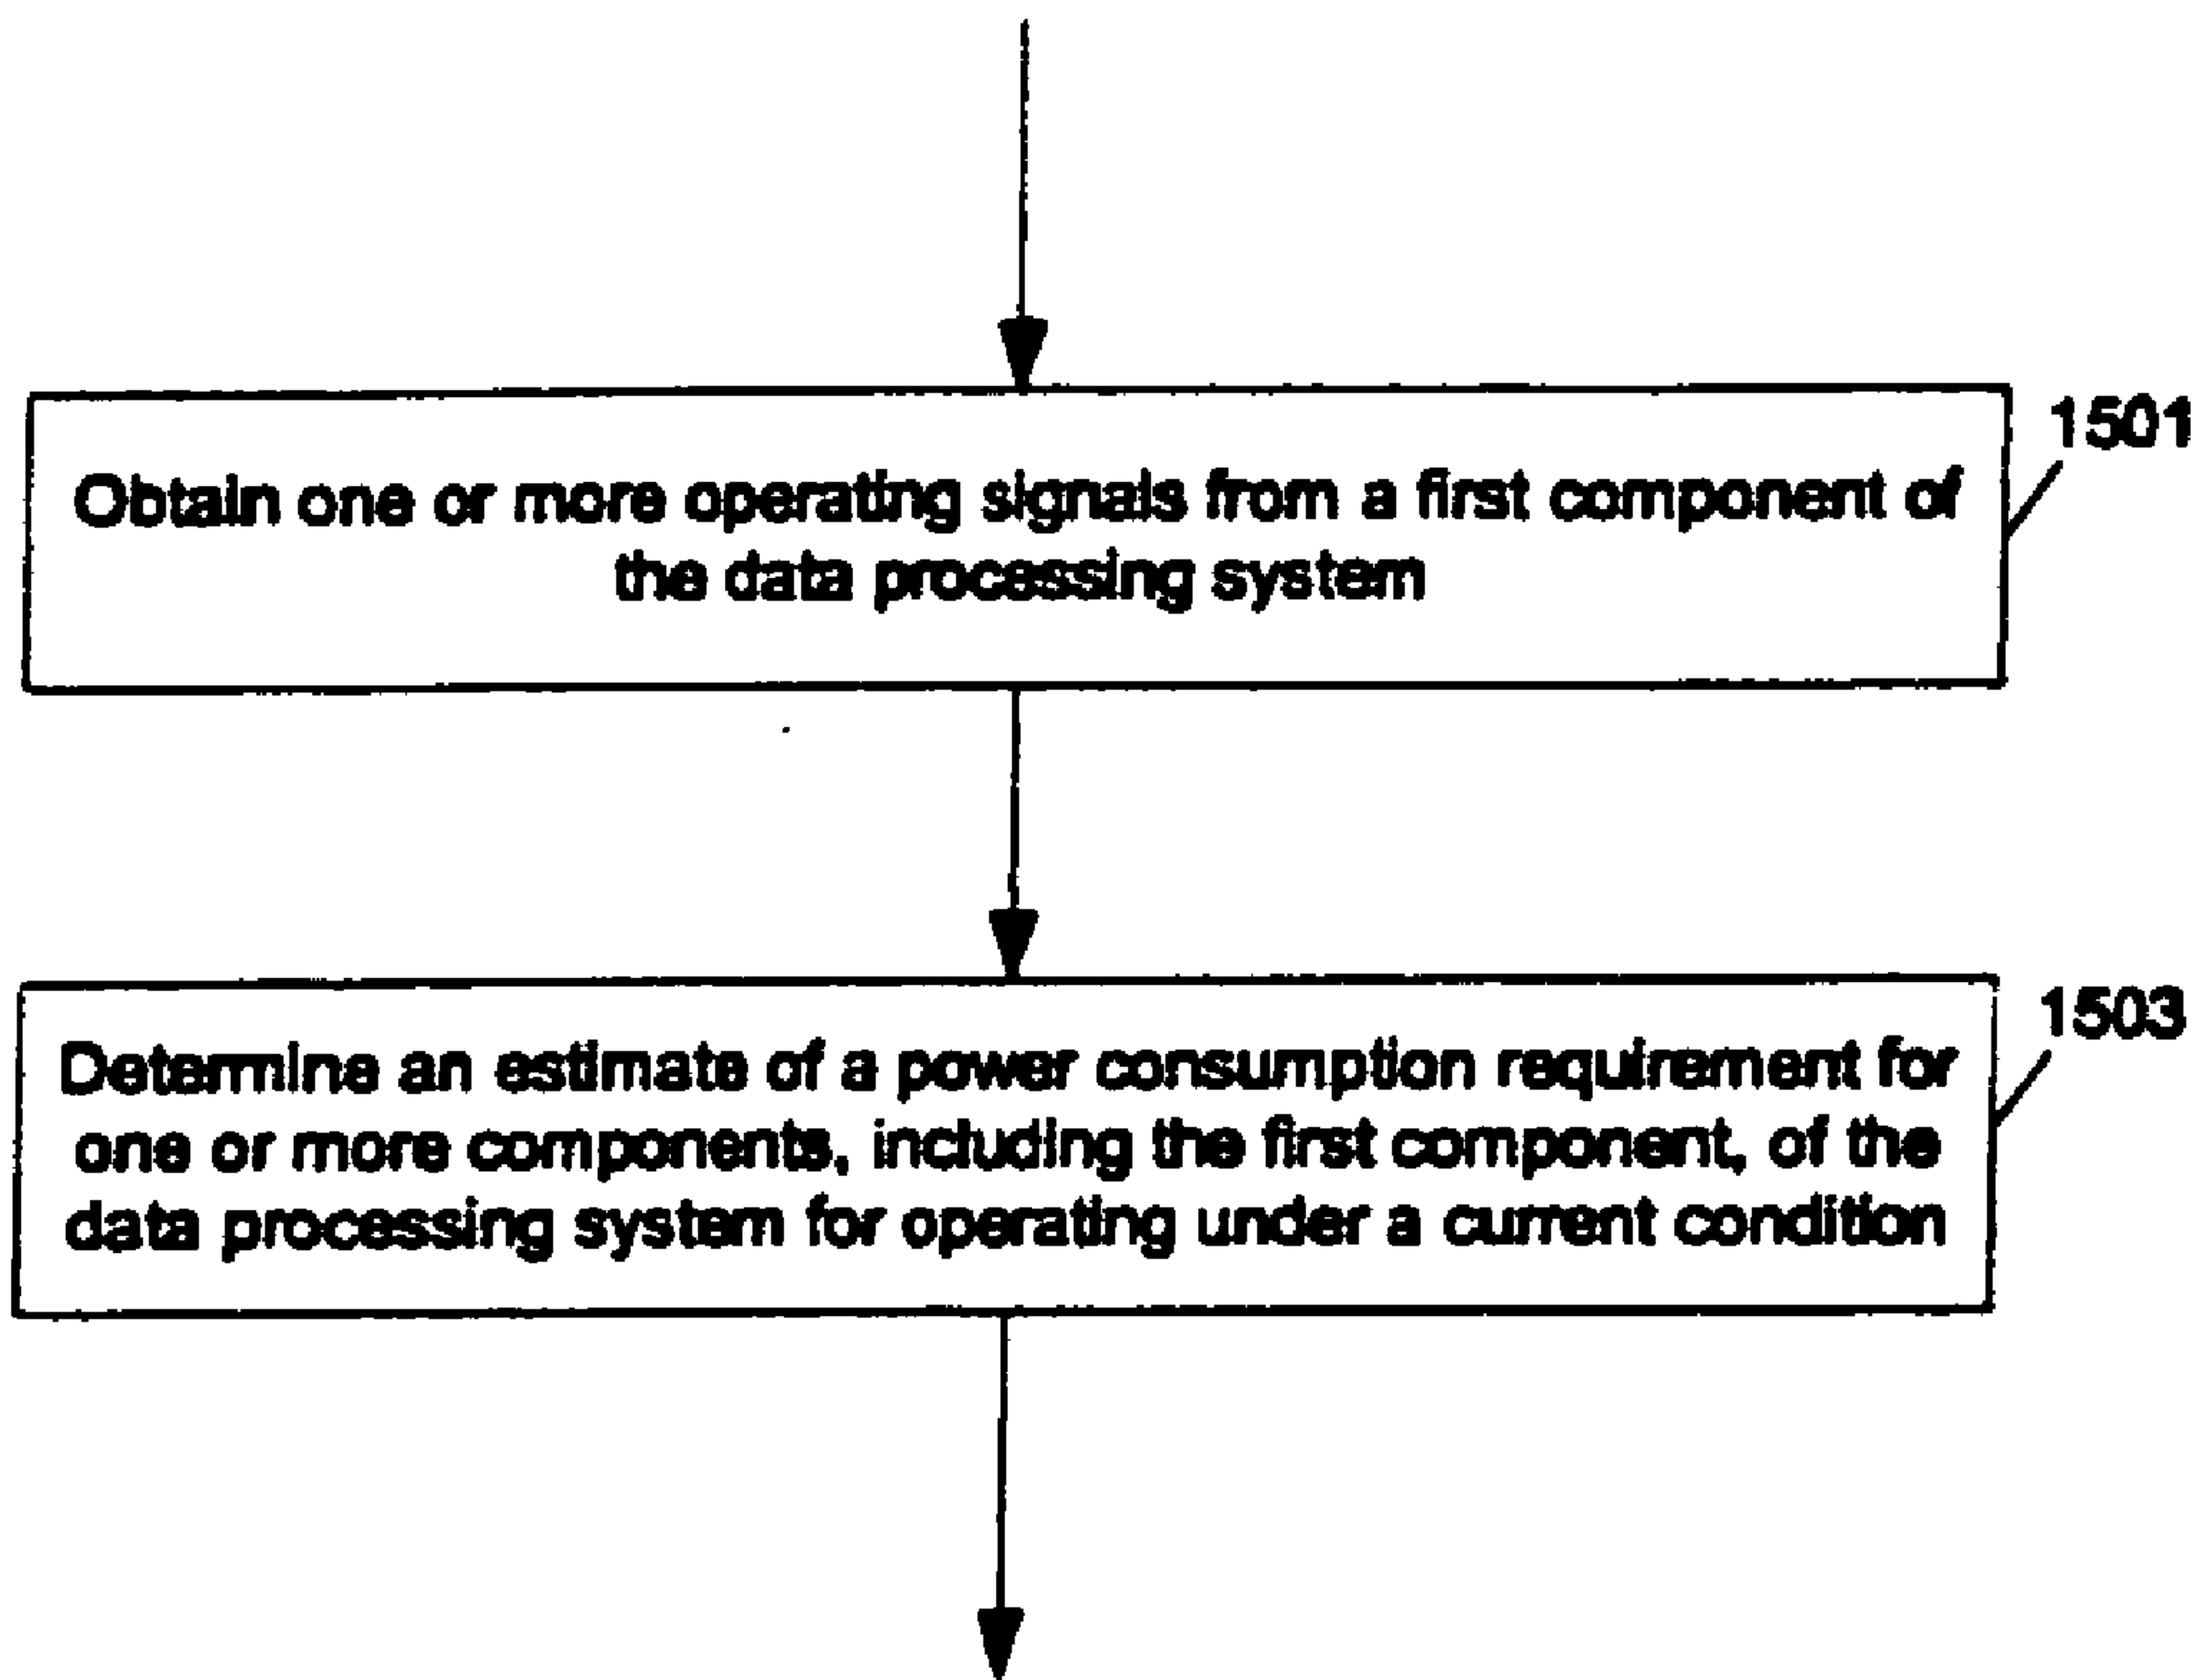 1501
Obtain one or more operating signals from a first component of
the data processing system
1503
Determine an estimate of a power consumption requirement for
one or more components, including the first component, of the
data processing system for operating under a current condition